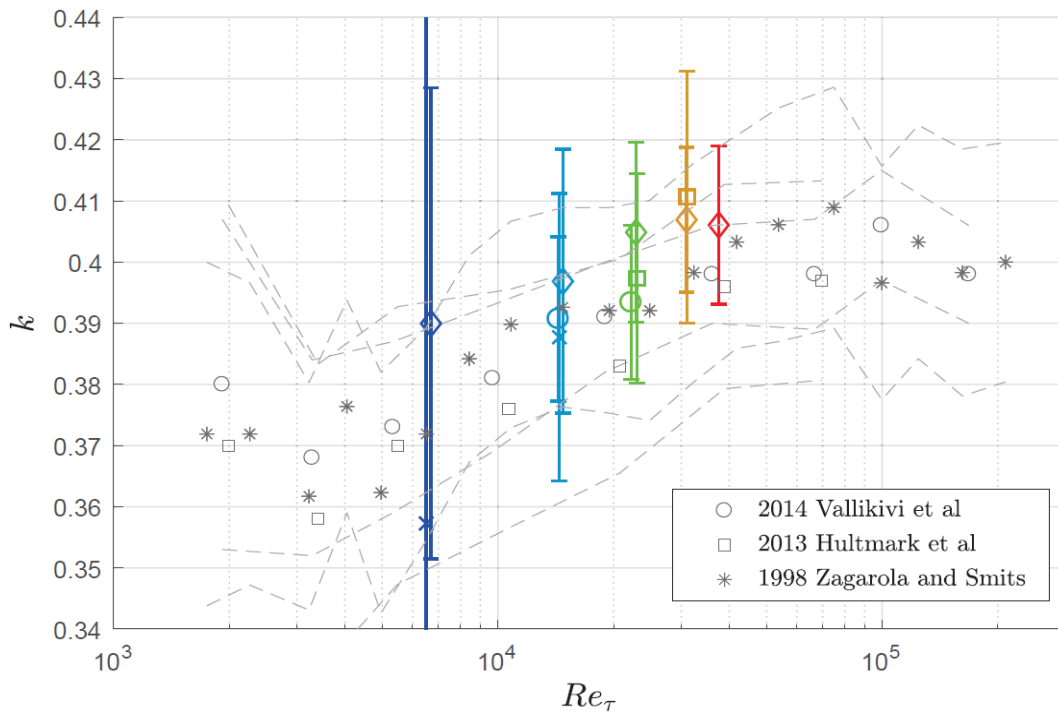 0.44
0.43
0.42
0.41
0.4
0.39
0.38
0.37
0.36
0.35
0.34
k
10³
10⁴
10⁵
Re_τ
2014 Vallikivi et al
2013 Hultmark et al
1998 Zagarola and Smits